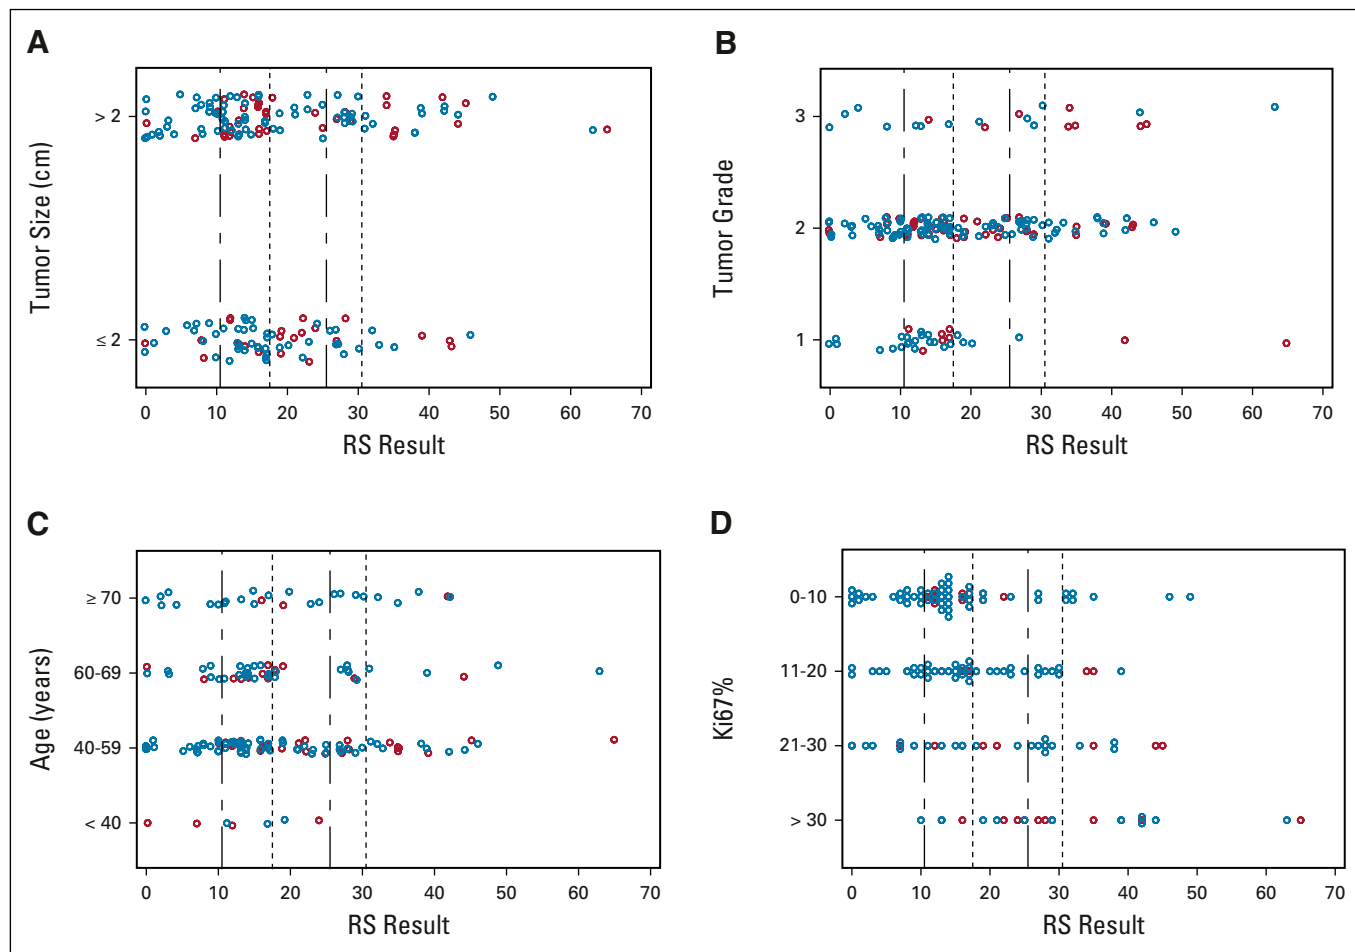 A
Tumor Size (cm)
> 2
≤ 2
0 10 20 30 40 50 60 70
RS Result
B
Tumor Grade
3
2
1
0 10 20 30 40 50 60 70
RS Result
C
Age (years)
≥ 70
60-69
40-59
< 40
0 10 20 30 40 50 60 70
RS Result
D
Ki67%
0-10
11-20
21-30
> 30
0 10 20 30 40 50 60 70
RS Result